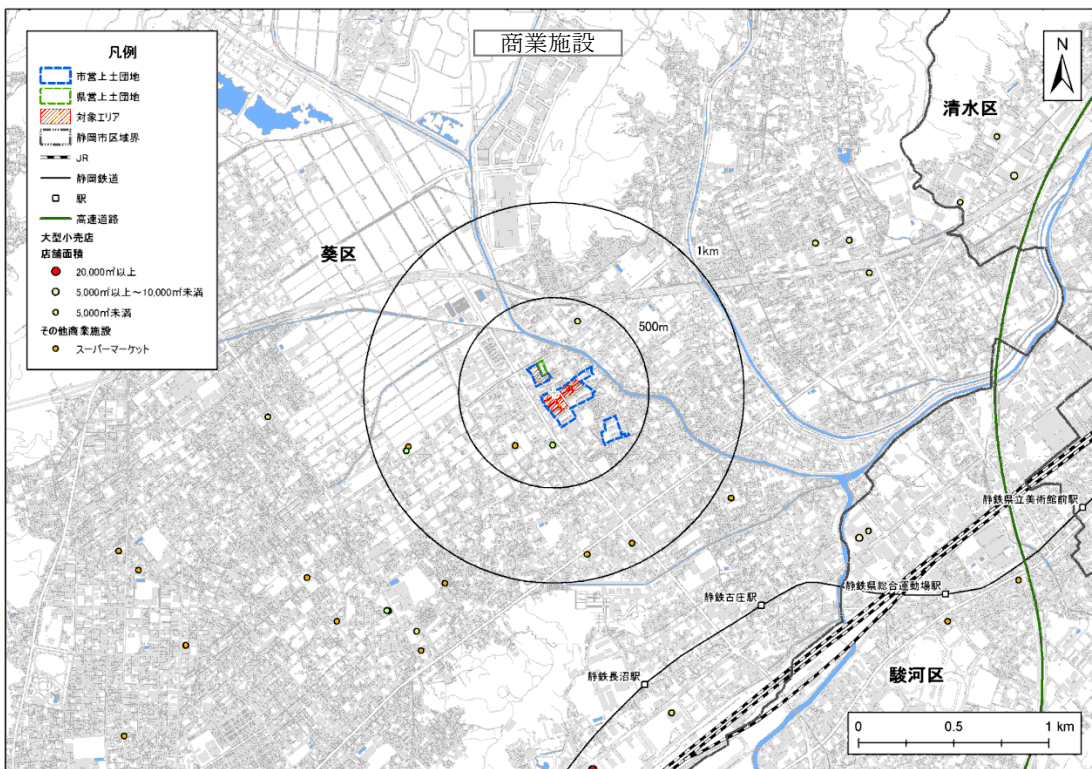 商業施設
凡例
市営上土団地
県営上土団地
対象エリア
静岡市区域界
JR
静岡鉄道
駅
高速道路
大型小売店
店舗面積
20,000㎡以上
5,000㎡以上~10,000㎡未満
5,000㎡未満
その他商業施設
スーパーマーケット
N
清水区
葵区
1km
500m
静鉄県立美術館前駅
静鉄県総合運動場駅
静鉄古庄駅
静鉄長沼駅
駿河区
0 0.5 1 km